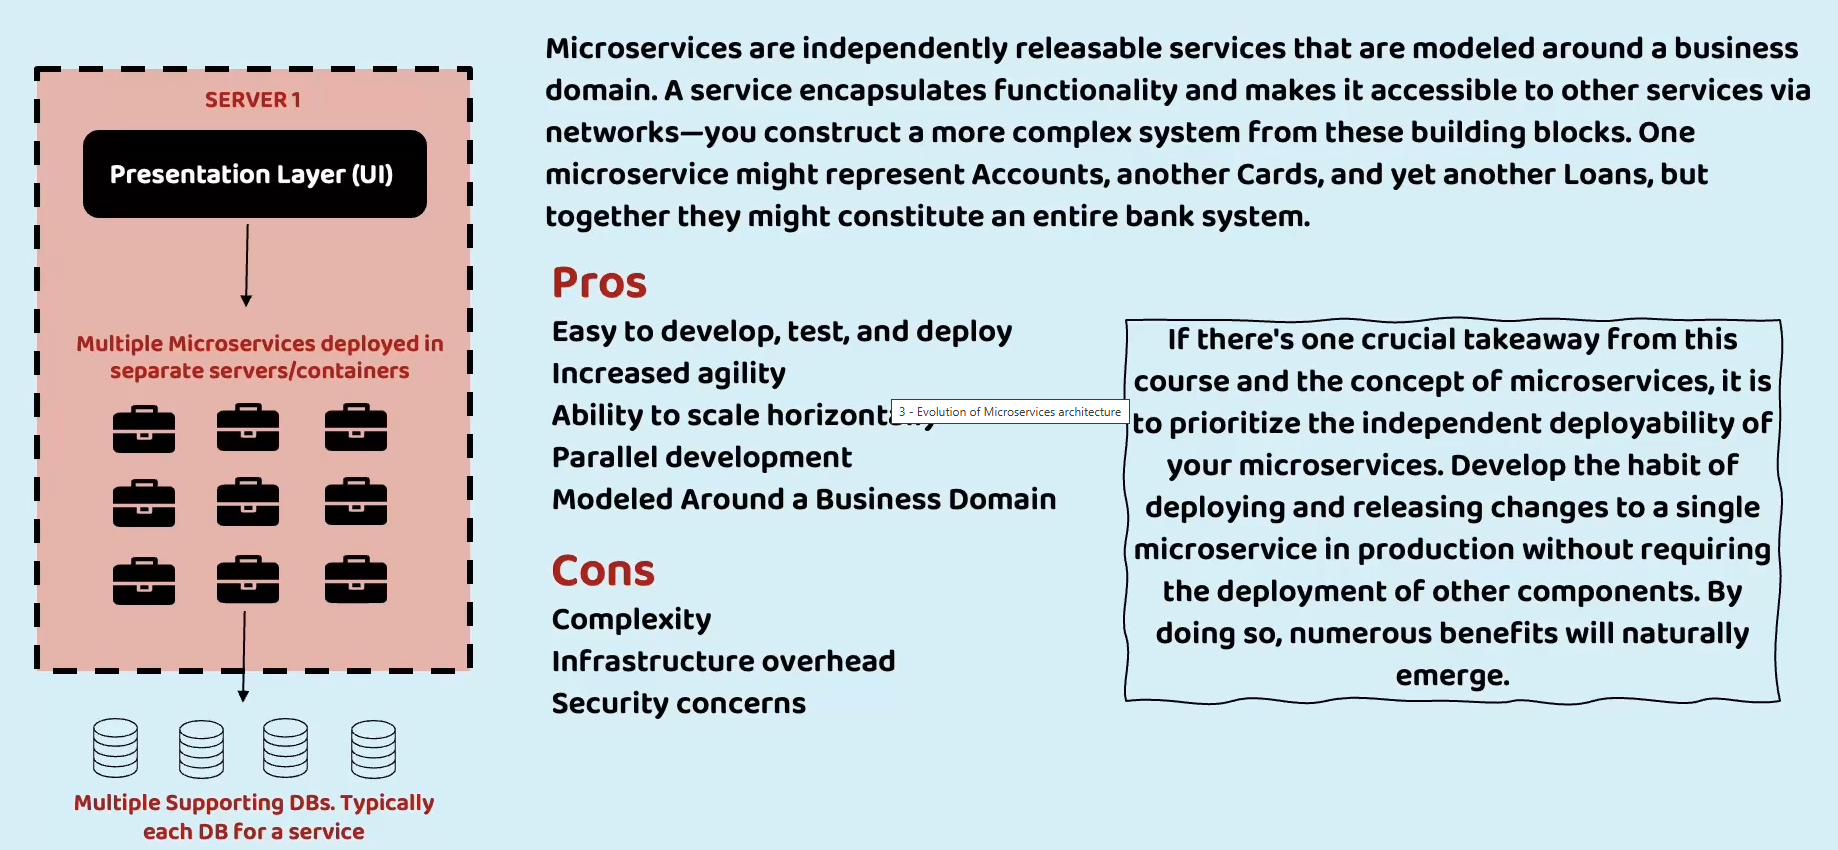 SERVER 1
Presentation Layer (UI)
Multiple Microservices deployed in
separate servers/containers
Multiple Supporting DBs. Typically
each DB for a service
Microservices are independently releasable services that are modeled around a business
domain. A service encapsulates functionality and makes it accessible to other services via
networks—you construct a more complex system from these building blocks. One
microservice might represent Accounts, another Cards, and yet another Loans, but
together they might constitute an entire bank system.
Pros
Easy to develop, test, and deploy
Increased agility
Ability to scale
3 - Evolution of Microservices architecture
Parallel development
Modeled Around a Business Domain
Cons
Complexity
Infrastructure overhead
Security concerns
If there's one crucial takeaway from this
course and the concept of microservices, it is
to prioritize the independent deployability of
your microservices. Develop the habit of
deploying and releasing changes to a single
microservice in production without requiring
the deployment of other components. By
doing so, numerous benefits will naturally
emerge.